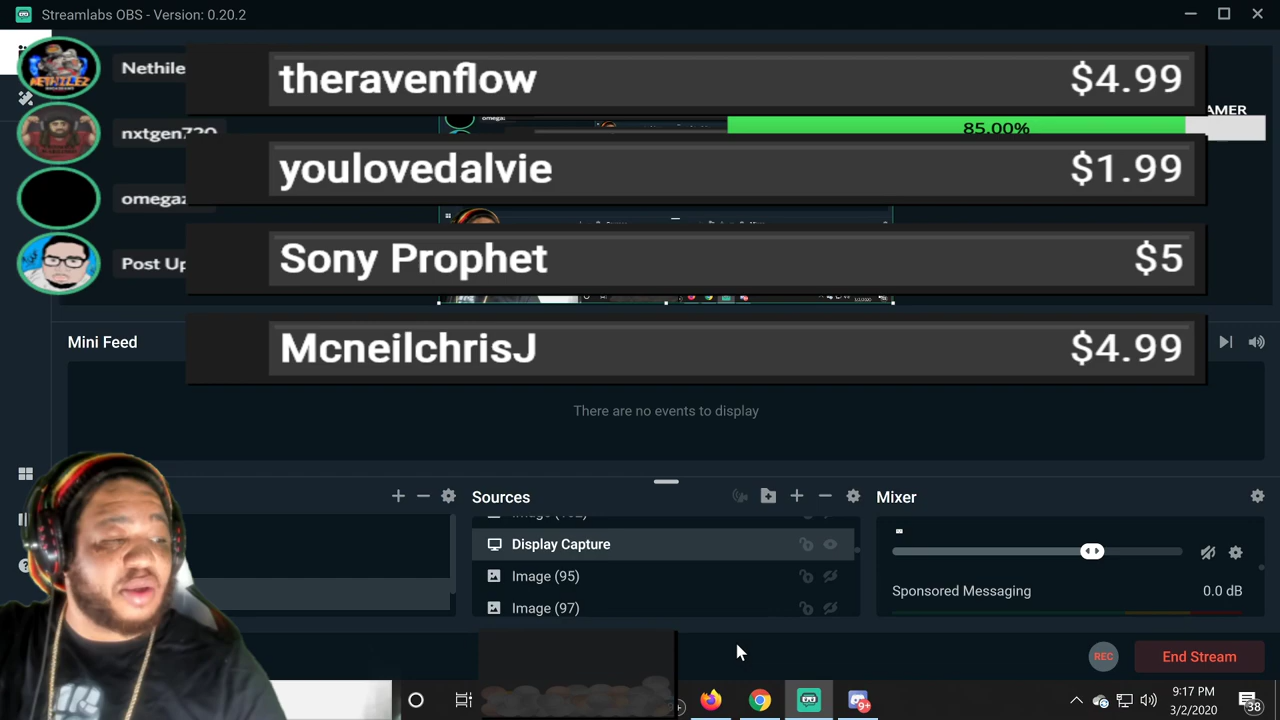 Streamlabs OBS - Version: 0.20.2
Nethile
theravenflow $4.99
AMER
nxtgen720
85.00%
omegaz
youlovedalvie $1.99
Post Up
Sony Prophet $5
Mini Feed
McneilchrisJ $4.99
There are no events to display
Sources
Mixer
Display Capture
Image (95)
Sponsored Messaging 0.0 dB
Image (97)
REC
End Stream
9+
9:17 PM
3/2/2020
38